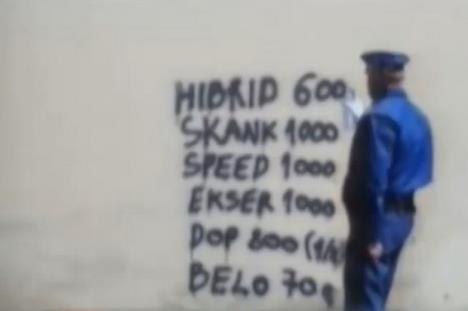 HIBRID 600
SKANK 1000
SPEED 1000
EKSER 1000
DOP 800
BELO 70